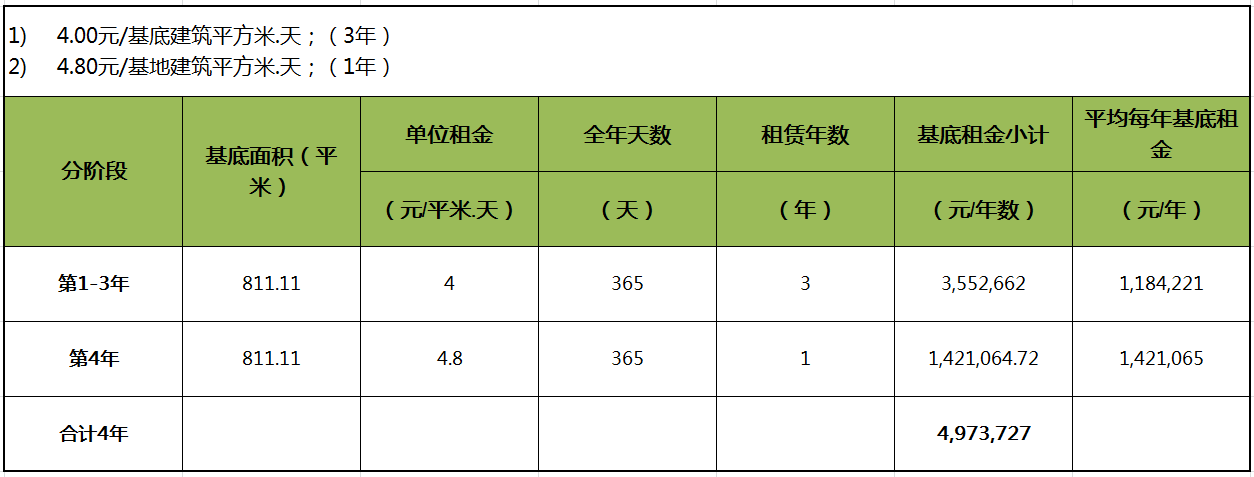 1) 4.00元/基底建筑平方米.天；（3年）
2) 4.80元/基地建筑平方米.天；（1年）
分阶段 基底面积（平米） 单位租金 全年天数 租赁年数 基底租金小计 平均每年基底租金
（元/平米.天） （天） （年） （元/年数） （元/年）
第1-3年 811.11 4 365 3 3,552,662 1,184,221
第4年 811.11 4.8 365 1 1,421,064.72 1,421,065
合计4年 4,973,727